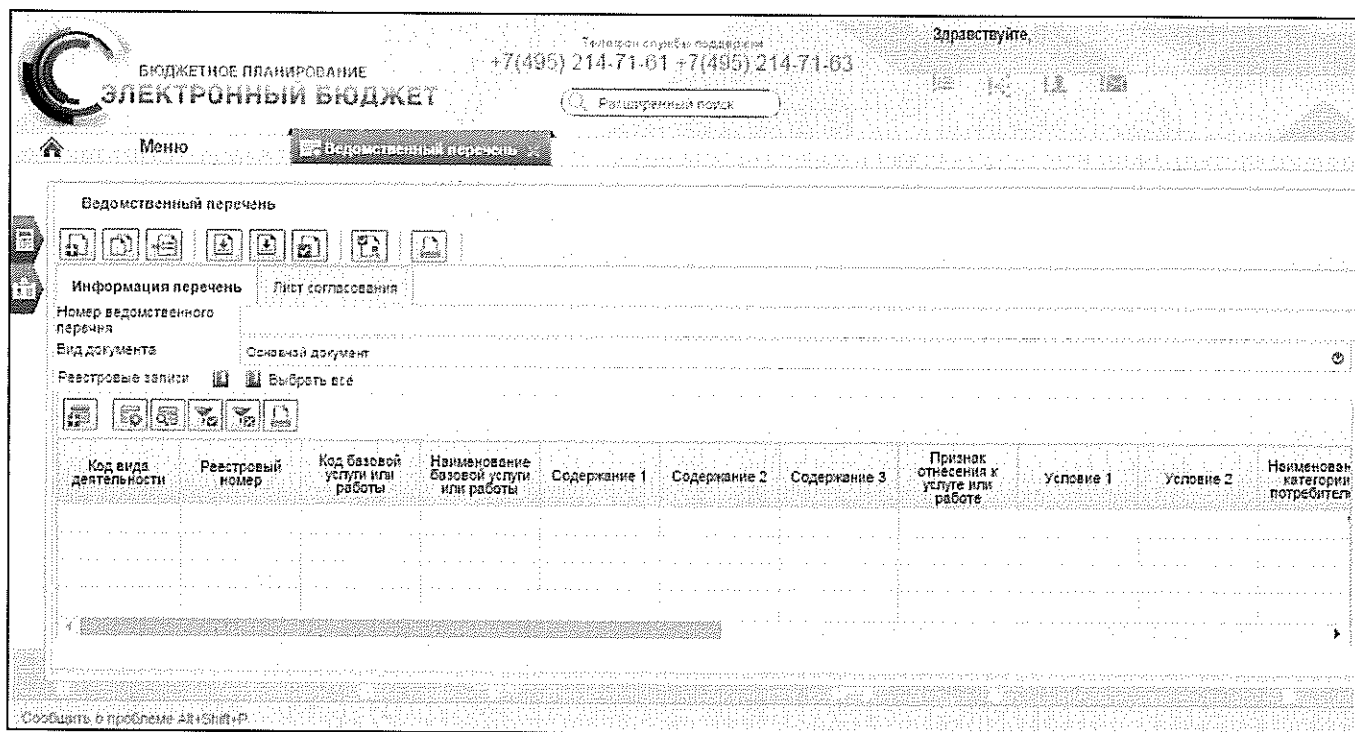 Здравствуйте,
Телефон службы поддержки
+7(495) 214-71-61 +7(495) 214-71-63
БЮДЖЕТНОЕ ПЛАНИРОВАНИЕ
ЭЛЕКТРОННЫЙ БЮДЖЕТ
Расширенный поиск
Меню
Ведомственный перечень
Ведомственный перечень
Информация перечень
Лист согласования
Номер ведомственного
перечня
Вид документа
Основной документ
Реестровые записи
Выбрать все
Код вида
деятельности
Реестровый
номер
Код базовой
услуги или
работы
Наименование
базовой услуги
или работы
Содержание 1
Содержание 2
Содержание 3
Признак
отнесения к
услуге или
работе
Условие 1
Условие 2
Наименован
категории
потребител
Сообщить о проблеме Alt+Shift+P